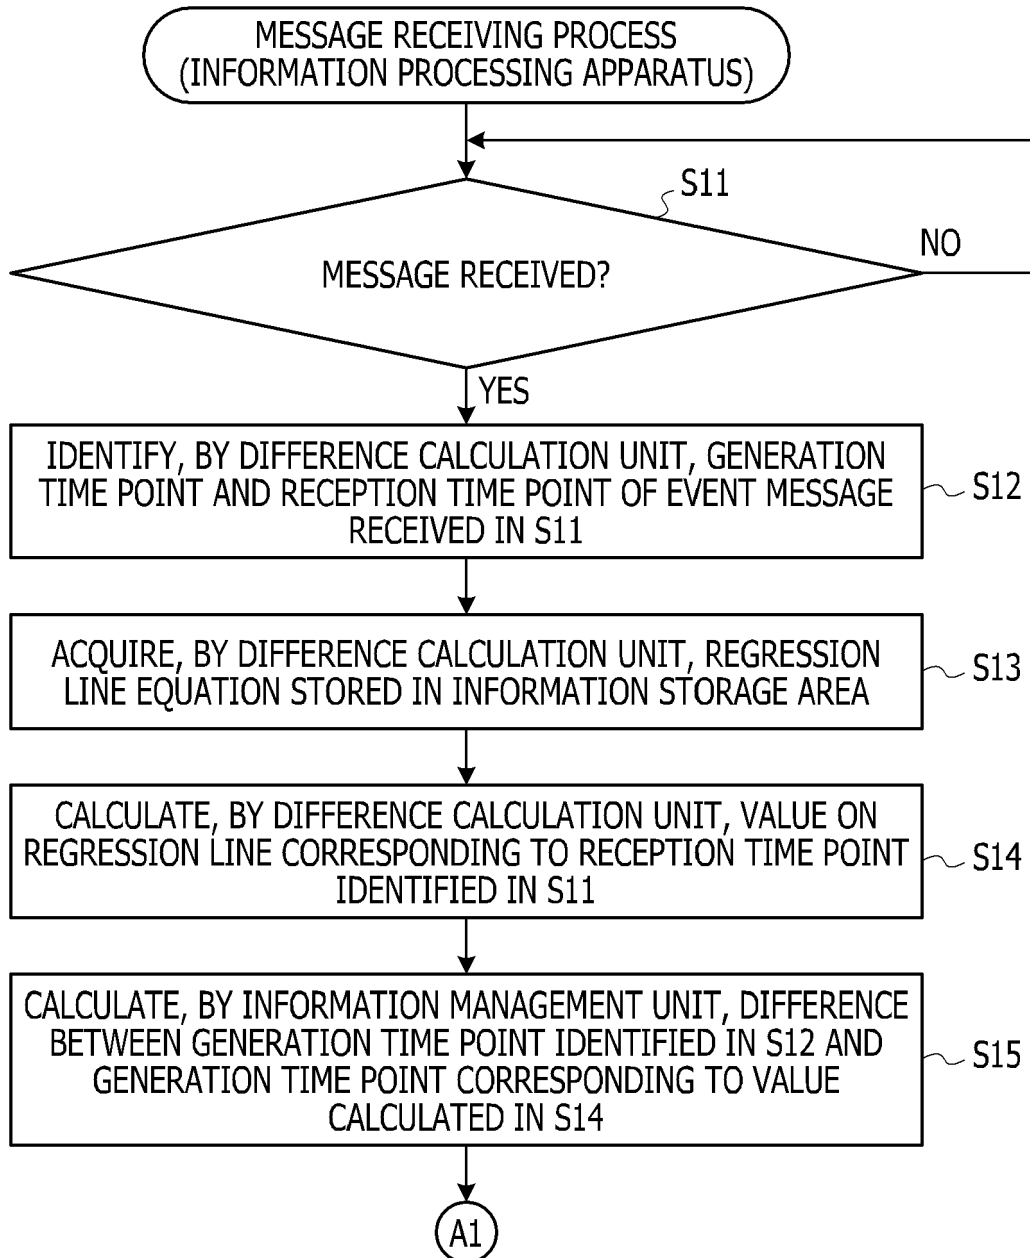 MESSAGE RECEIVING PROCESS
(INFORMATION PROCESSING APPARATUS)
S11
MESSAGE RECEIVED?
NO
YES
IDENTIFY, BY DIFFERENCE CALCULATION UNIT, GENERATION
TIME POINT AND RECEPTION TIME POINT OF EVENT MESSAGE
RECEIVED IN S11
S12
ACQUIRE, BY DIFFERENCE CALCULATION UNIT, REGRESSION
LINE EQUATION STORED IN INFORMATION STORAGE AREA
S13
CALCULATE, BY DIFFERENCE CALCULATION UNIT, VALUE ON
REGRESSION LINE CORRESPONDING TO RECEPTION TIME POINT
IDENTIFIED IN S11
S14
CALCULATE, BY INFORMATION MANAGEMENT UNIT, DIFFERENCE
BETWEEN GENERATION TIME POINT IDENTIFIED IN S12 AND
GENERATION TIME POINT CORRESPONDING TO VALUE
CALCULATED IN S14
S15
A1